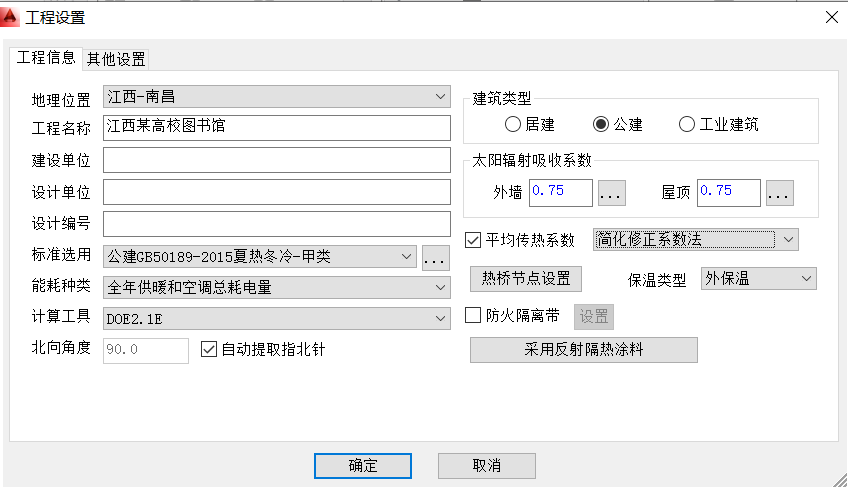 工程设置
工程信息 其他设置
地理位置 江西-南昌
工程名称 江西某高校图书馆
建设单位
设计单位
设计编号
标准选用 公建GB50189-2015夏热冬冷-甲类 ...
能耗种类 全年供暖和空调总耗电量
计算工具 DOE2.1E
北向角度 90.0 自动提取指北针
建筑类型
居建 公建 工业建筑
太阳辐射吸收系数
外墙 0.75 ... 屋顶 0.75 ...
平均传热系数 简化修正系数法
热桥节点设置 保温类型 外保温
防火隔离带 设置
采用反射隔热涂料
确定 取消